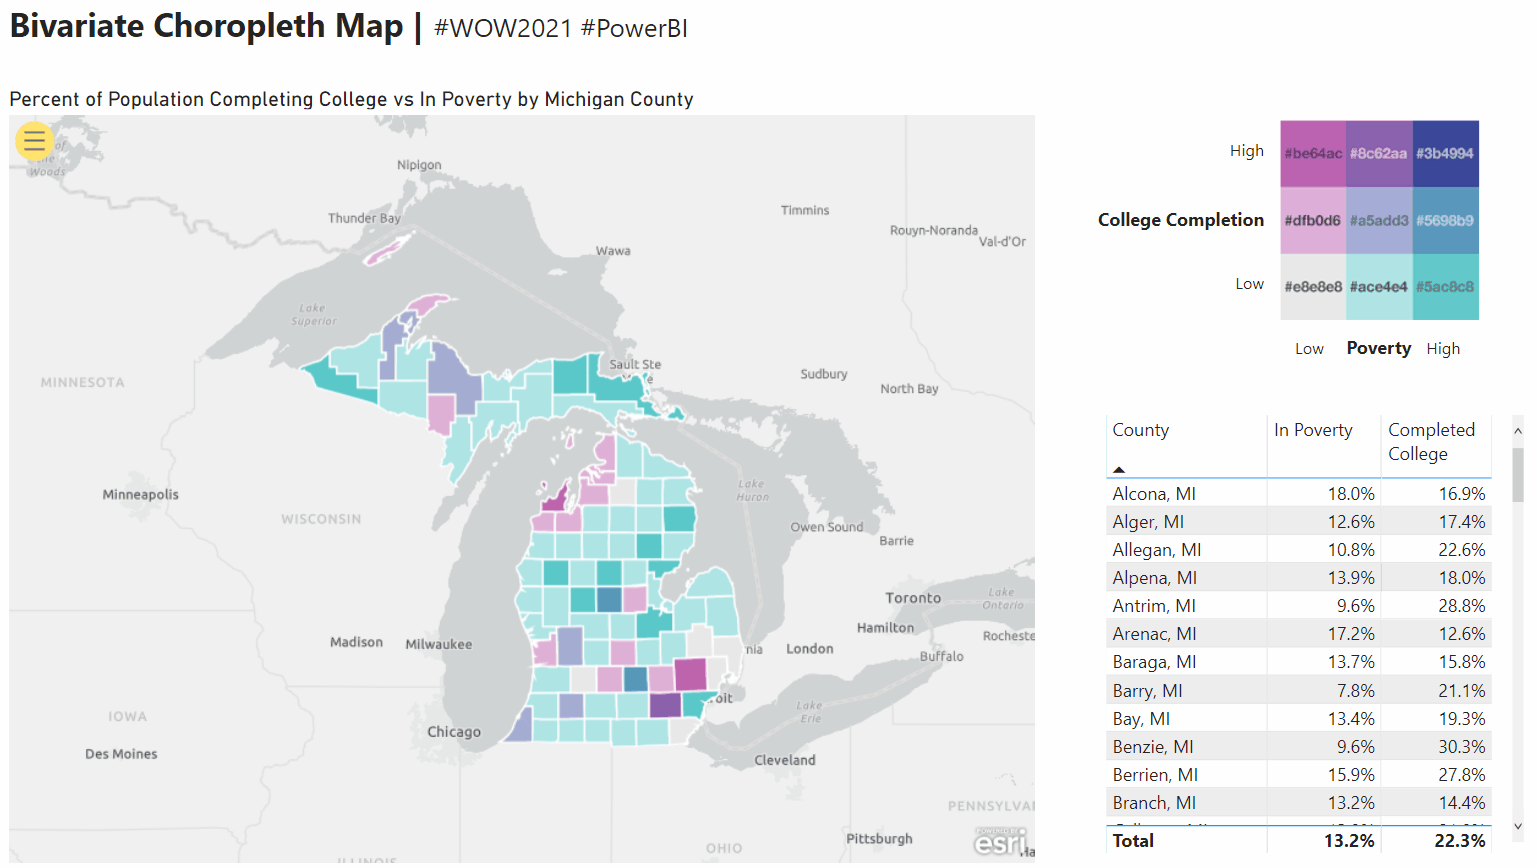 Bivariate Choropleth Map | #WOW2021 #PowerBI
Percent of Population Completing College vs In Poverty by Michigan County
of
the
Woods
Nipigon
Thunder Bay
Timmins
Rouyn-Noranda
Val-d'Or
Wawa
Lake
Superior
Sault Ste
MINNESOTA
Sudbury
North Bay
Minneapolis
WISCONSIN
Lake
Huron
Owen Sound
Barrie
Toronto
Lake
Ontario
Hamilton
Rocheste
Madison
Milwaukee
nia
London
Buffalo
oit
Lake
Erie
IOWA
Chicago
Des Moines
Cleveland
PENNSYLVAN
Pittsburgh
OHIO
ILLINOIS
POWERED BY
esri
Ha
High
#be64ac #8c62aa #3b4994
College Completion
#dfb0d6 #a5add3 #5698b9
Low
#e8e8e8 #ace4e4 #5ac8c8
Low Poverty High
County In Poverty Completed College
Alcona, MI 18.0% 16.9%
Alger, MI 12.6% 17.4%
Allegan, MI 10.8% 22.6%
Alpena, MI 13.9% 18.0%
Antrim, MI 9.6% 28.8%
Arenac, MI 17.2% 12.6%
Baraga, MI 13.7% 15.8%
Barry, MI 7.8% 21.1%
Bay, MI 13.4% 19.3%
Benzie, MI 9.6% 30.3%
Berrien, MI 15.9% 27.8%
Branch, MI 13.2% 14.4%
Total 13.2% 22.3%